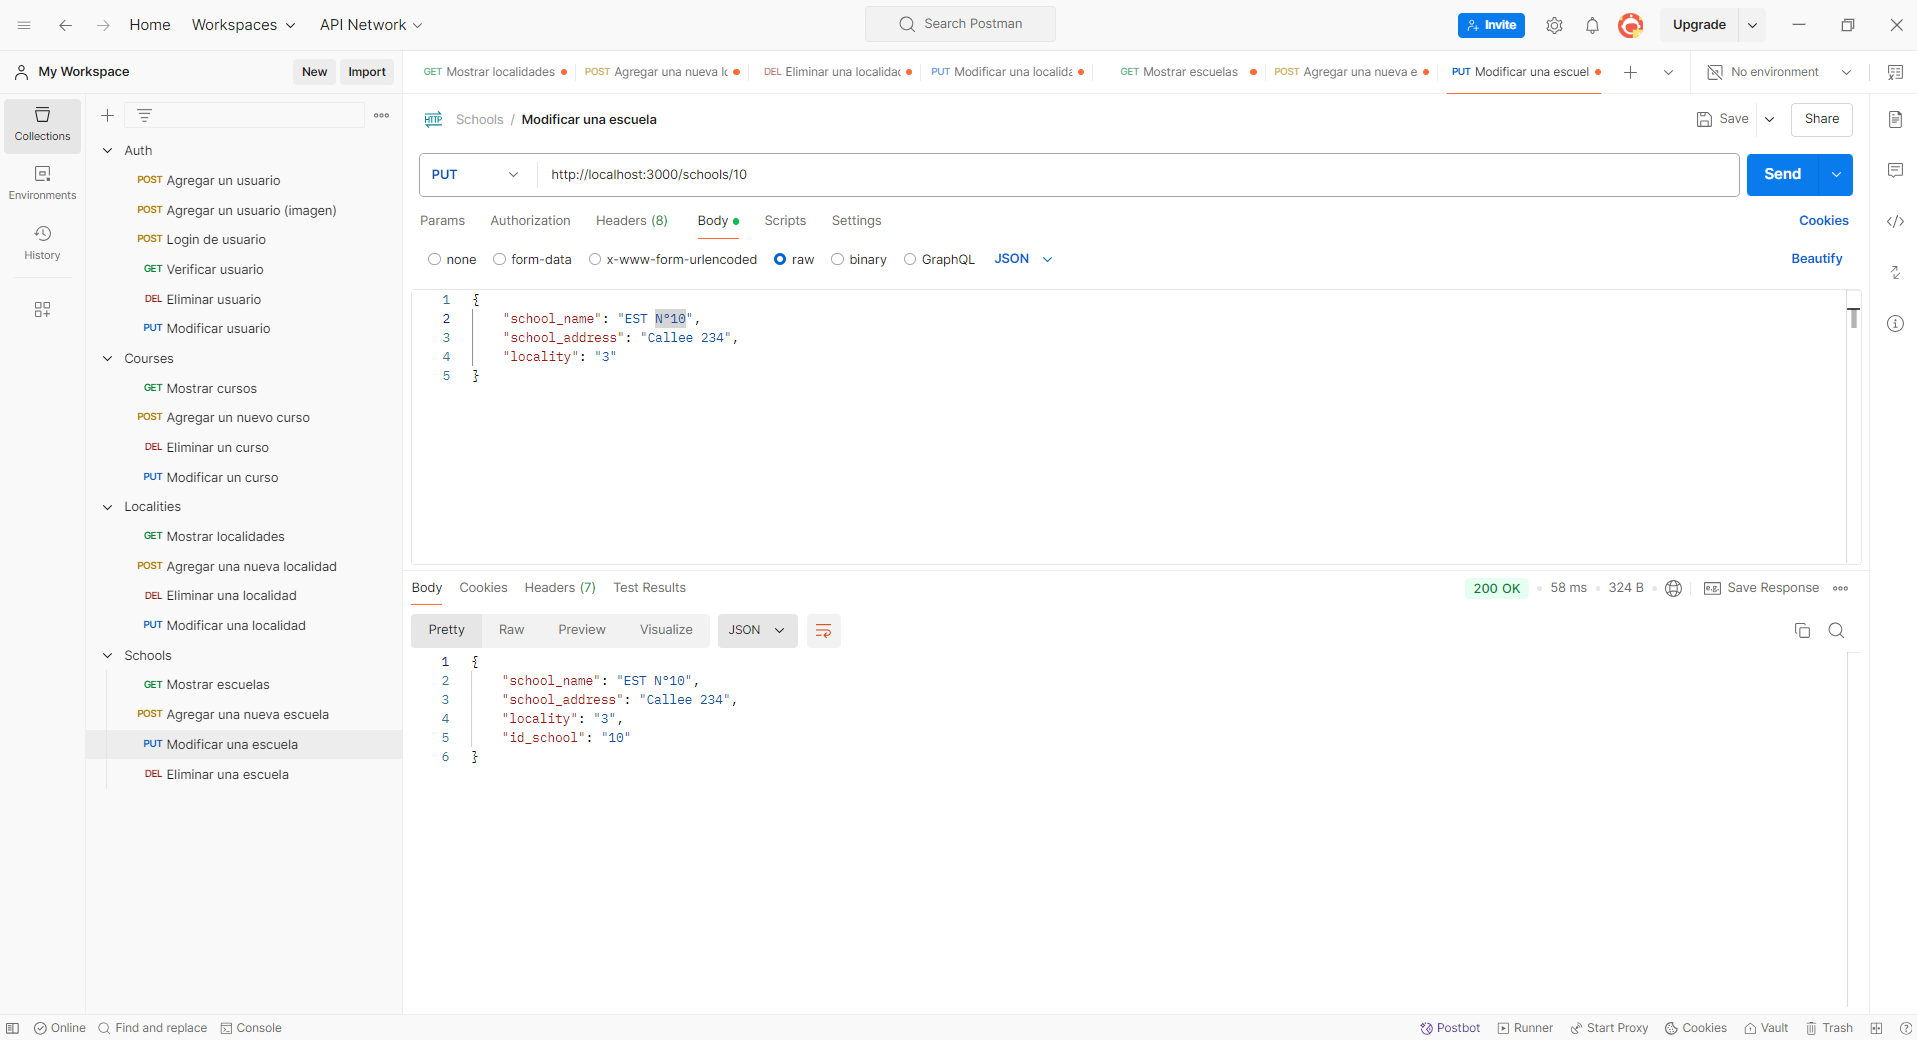 Home Workspaces API Network Search Postman Invite Upgrade
My Workspace New Import
GET Mostrar localidades POST Agregar una nueva lo DEL Eliminar una localidad PUT Modificar una localida GET Mostrar escuelas POST Agregar una nueva e PUT Modificar una escuel No environment
Collections
Environments
History
Auth
POST Agregar un usuario
POST Agregar un usuario (imagen)
POST Login de usuario
GET Verificar usuario
DEL Eliminar usuario
PUT Modificar usuario
Courses
GET Mostrar cursos
POST Agregar un nuevo curso
DEL Eliminar un curso
PUT Modificar un curso
Localities
GET Mostrar localidades
POST Agregar una nueva localidad
DEL Eliminar una localidad
PUT Modificar una localidad
Schools
GET Mostrar escuelas
POST Agregar una nueva escuela
PUT Modificar una escuela
DEL Eliminar una escuela
HTTP Schools / Modificar una escuela Save Share
PUT http://localhost:3000/schools/10 Send
Params Authorization Headers (8) Body Scripts Settings Cookies
none form-data x-www-form-urlencoded raw binary GraphQL JSON Beautify
1 {
2 "school_name": "EST N°10",
3 "school_address": "Callee 234",
4 "locality": "3"
5 }
Body Cookies Headers (7) Test Results 200 OK 58 ms 324 B e.g. Save Response
Pretty Raw Preview Visualize JSON
1 {
2 "school_name": "EST N°10",
3 "school_address": "Callee 234",
4 "locality": "3",
5 "id_school": "10"
6 }
Online Find and replace Console Postbot Runner Start Proxy Cookies Vault Trash